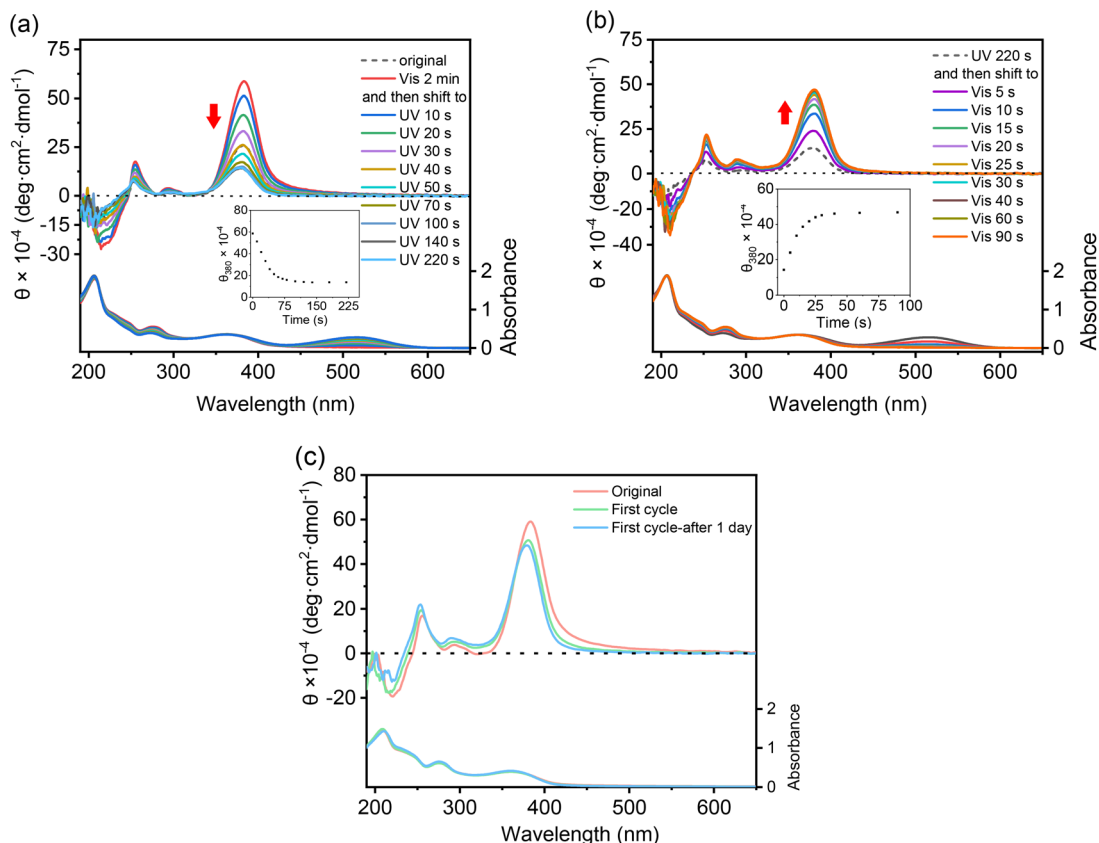 (a)
θ × 10⁻⁴ (deg·cm²·dmol⁻¹)
75
50
25
0
-15
-30
original
Vis 2 min
and then shift to
UV 10 s
UV 20 s
UV 30 s
UV 40 s
UV 50 s
UV 70 s
UV 100 s
UV 140 s
UV 220 s
θ₃₈₀ × 10⁻⁴
80
60
40
20
0
0 75 150 225
Time (s)
2
1
0
Absorbance
200 300 400 500 600
Wavelength (nm)
(b)
θ × 10⁻⁴ (deg·cm²·dmol⁻¹)
75
50
25
0
-20
-40
UV 220 s
and then shift to
Vis 5 s
Vis 10 s
Vis 15 s
Vis 20 s
Vis 25 s
Vis 30 s
Vis 40 s
Vis 60 s
Vis 90 s
θ₃₈₀ × 10⁻⁴
60
40
20
0
0 25 50 75 100
Time (s)
2
1
0
Absorbance
200 300 400 500 600
Wavelength (nm)
(c)
θ ×10⁻⁴ (deg·cm²·dmol⁻¹)
80
60
40
20
0
-20
Original
First cycle
First cycle-after 1 day
2
1
0
Absorbance
200 300 400 500 600
Wavelength (nm)